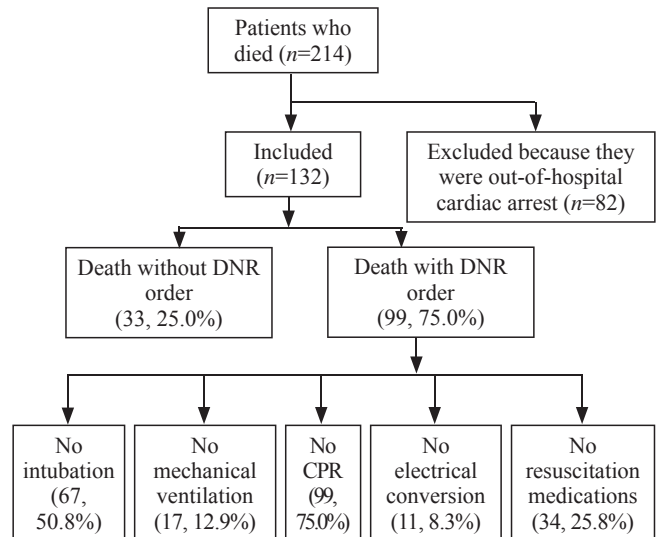 Patients who
died (n=214)
Included
(n=132)
Excluded because they
were out-of-hospital
cardiac arrest (n=82)
Death without DNR
order
(33, 25.0%)
Death with DNR
order
(99, 75.0%)
No
intubation
(67,
50.8%)
No
mechanical
ventilation
(17, 12.9%)
No
CPR
(99,
75.0%)
No
electrical
conversion
(11, 8.3%)
No
resuscitation
medications
(34, 25.8%)